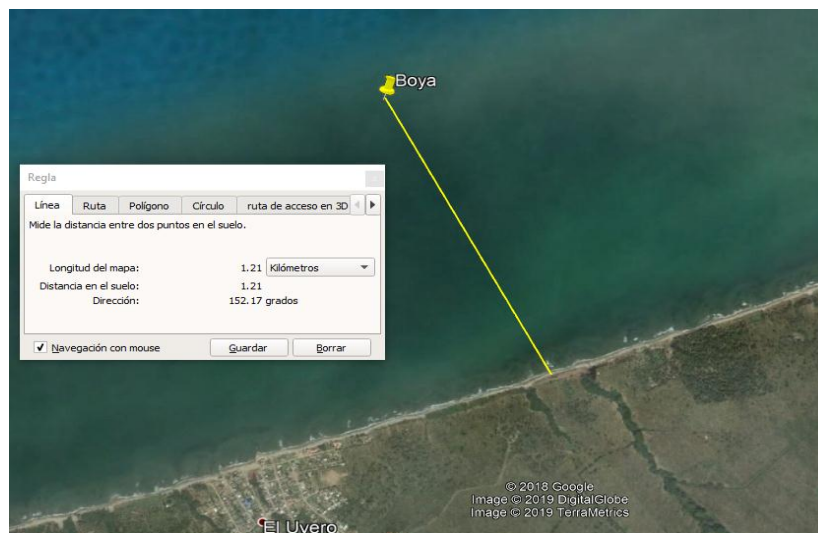 Boya
Regla
Línea Ruta Polígono Círculo ruta de acceso en 3D
Mide la distancia entre dos puntos en el suelo.
Longitud del mapa: 1.21 Kilómetros
Distancia en el suelo: 1.21
Dirección: 152.17 grados
Navegación con mouse Guardar Borrar
© 2018 Google
Image © 2019 DigitalGlobe
Image © 2019 TerraMetrics
El Uvero